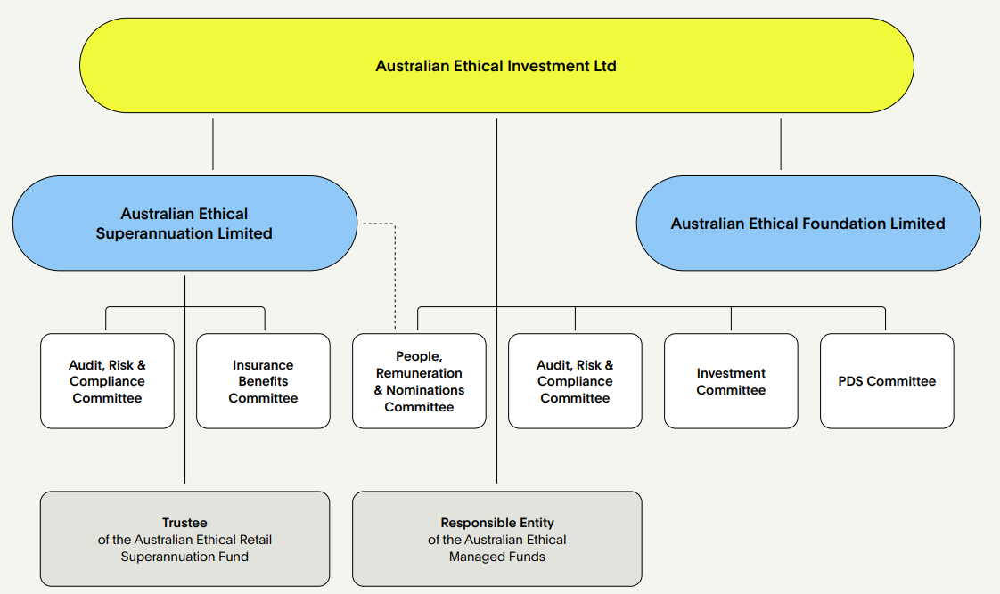 Australian Ethical Investment Ltd
Australian Ethical
Superannuation Limited
Australian Ethical Foundation Limited
Audit, Risk &
Compliance
Committee
Insurance
Benefits
Committee
People,
Remuneration
& Nominations
Committee
Audit, Risk &
Compliance
Committee
Investment
Committee
PDS Committee
Trustee
of the Australian Ethical Retail
Superannuation Fund
Responsible Entity
of the Australian Ethical
Managed Funds